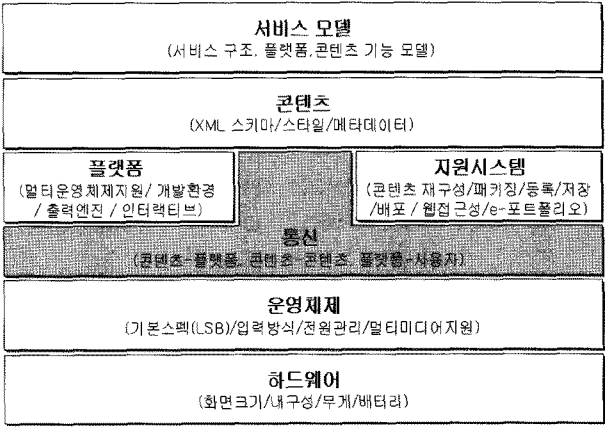 서비스 모델
(서비스 구조, 플랫폼,콘텐츠 기능 모델)
콘텐츠
(XML 스키마/스타일/메타데이터)
플랫폼
(멀티운영체제지원/ 개발환경
/ 출력엔진 / 인터랙티브)
지원시스템
(콘텐츠 재구성/패키징/등록/저장
/배포 / 웹접근성/e-포트폴리오)
통신
(콘텐츠-플랫폼, 콘텐츠-콘텐츠, 플랫폼-사용자)
운영체제
(기본스펙(LSB)/입력방식/전원관리/멀티미디어지원)
하드웨어
(화면크기/내구성/무게/배터리)